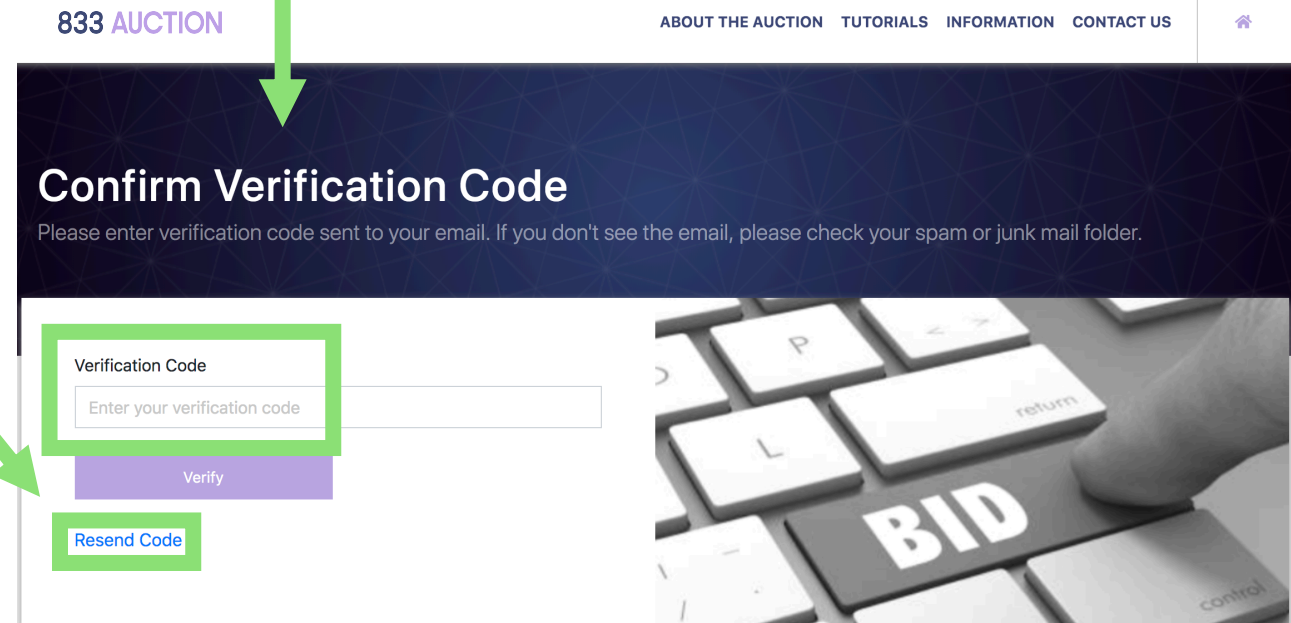 833 AUCTION
ABOUT THE AUCTION TUTORIALS INFORMATION CONTACT US
Confirm Verification Code
Please enter verification code sent to your email. If you don't see the email, please check your spam or junk mail folder.
Verification Code
Enter your verification code
Verify
Resend Code
P
< >
return
L
BID
control